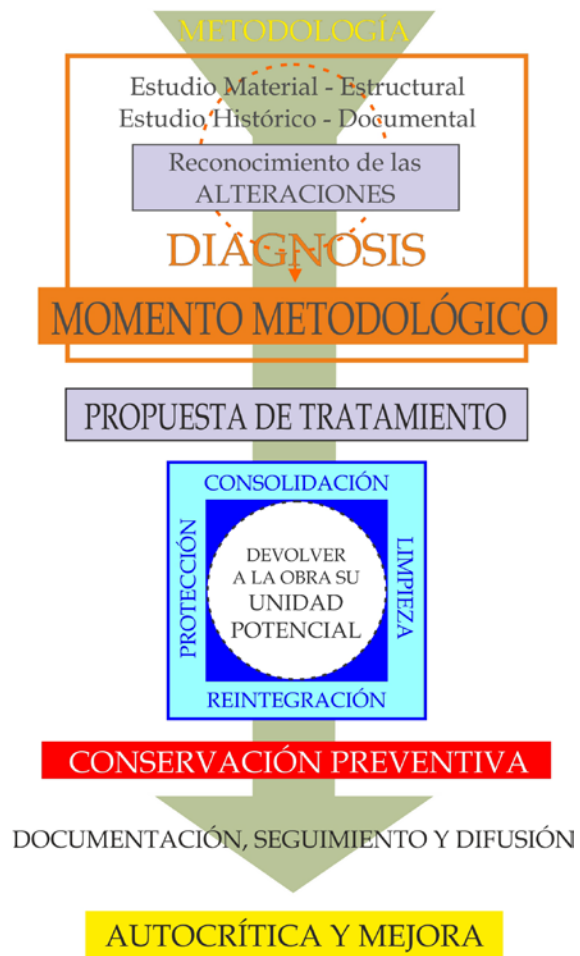 METODOLOGÍA
Estudio Material - Estructural
Estudio Histórico - Documental
Reconocimiento de las
ALTERACIONES
DIAGNOSIS
MOMENTO METODOLÓGICO
PROPUESTA DE TRATAMIENTO
CONSOLIDACIÓN
PROTECCIÓN
DEVOLVER
A LA OBRA SU
UNIDAD
POTENCIAL
LIMPIEZA
REINTEGRACIÓN
CONSERVACIÓN PREVENTIVA
DOCUMENTACIÓN, SEGUIMIENTO Y DIFUSIÓN
AUTOCRÍTICA Y MEJORA